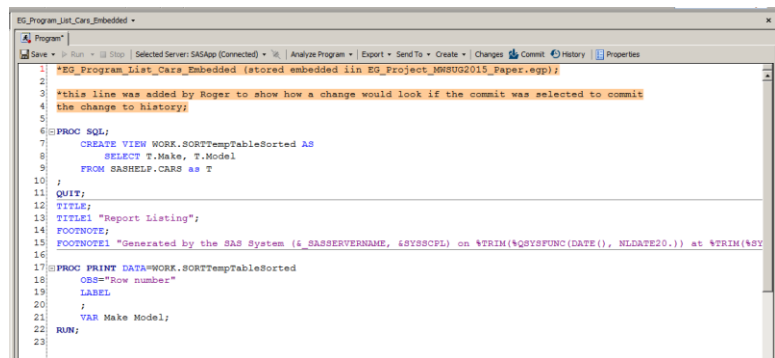 EG_Program_List_Cars_Embedded
Program*
Save Run Stop Selected Server: SASApp (Connected) Analyze Program Export Send To Create Changes Commit History Properties
1 *EG_Program_List_Cars_Embedded (stored embedded iin EG_Project_MWSUG2015_Paper.egp);
2
3 *this line was added by Roger to show how a change would look if the commit was selected to commit
4 the change to history;
5
6 PROC SQL;
7 CREATE VIEW WORK.SORTTempTableSorted AS
8 SELECT T.Make, T.Model
9 FROM SASHELP.CARS as T
10 ;
11 QUIT;
12 TITLE;
13 TITLE1 "Report Listing";
14 FOOTNOTE;
15 FOOTNOTE1 "Generated by the SAS System (&_SASSERVERNAME, &SYSSCPL) on %TRIM(%QSYSFUNC(DATE(), NLDATE20.)) at %TRIM(%SY
16
17 PROC PRINT DATA=WORK.SORTTempTableSorted
18 OBS="Row number"
19 LABEL
20 ;
21 VAR Make Model;
22 RUN;
23